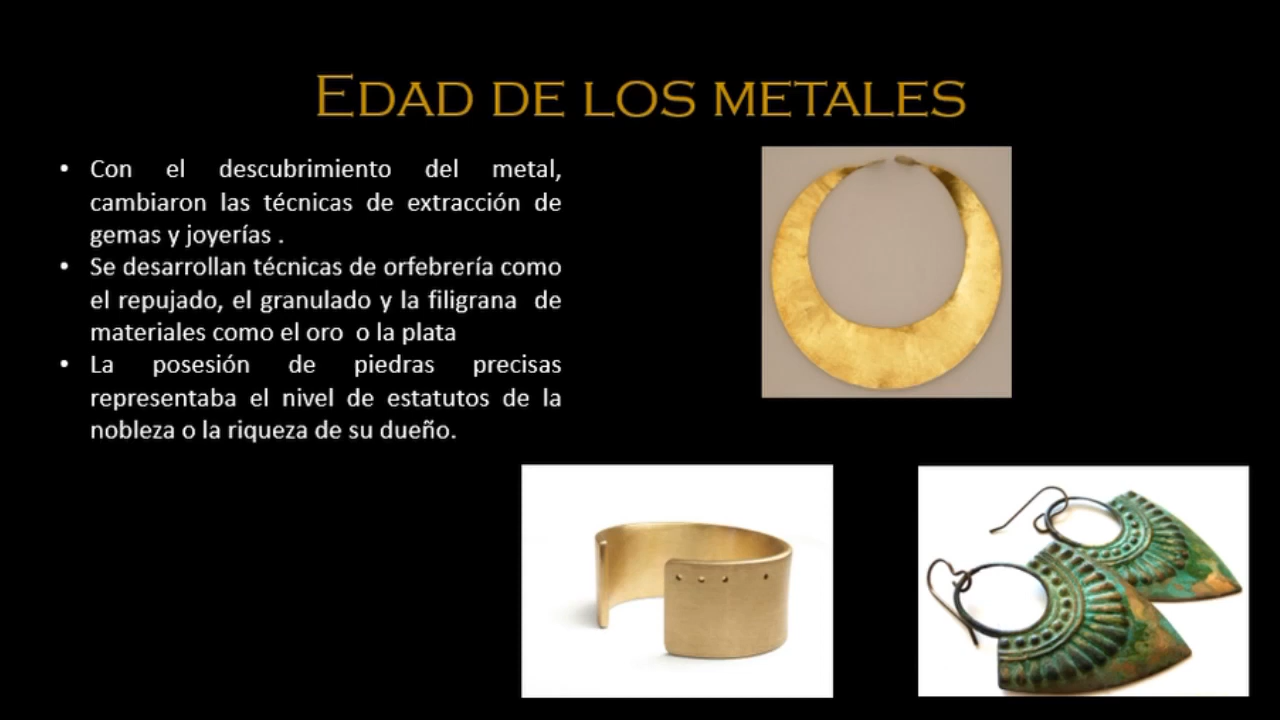 EDAD DE LOS METALES
• Con el descubrimiento del metal,
cambiaron las técnicas de extracción de
gemas y joyerías .
• Se desarrollan técnicas de orfebrería como
el repujado, el granulado y la filigrana de
materiales como el oro o la plata
• La posesión de piedras precisas
representaba el nivel de estatutos de la
nobleza o la riqueza de su dueño.